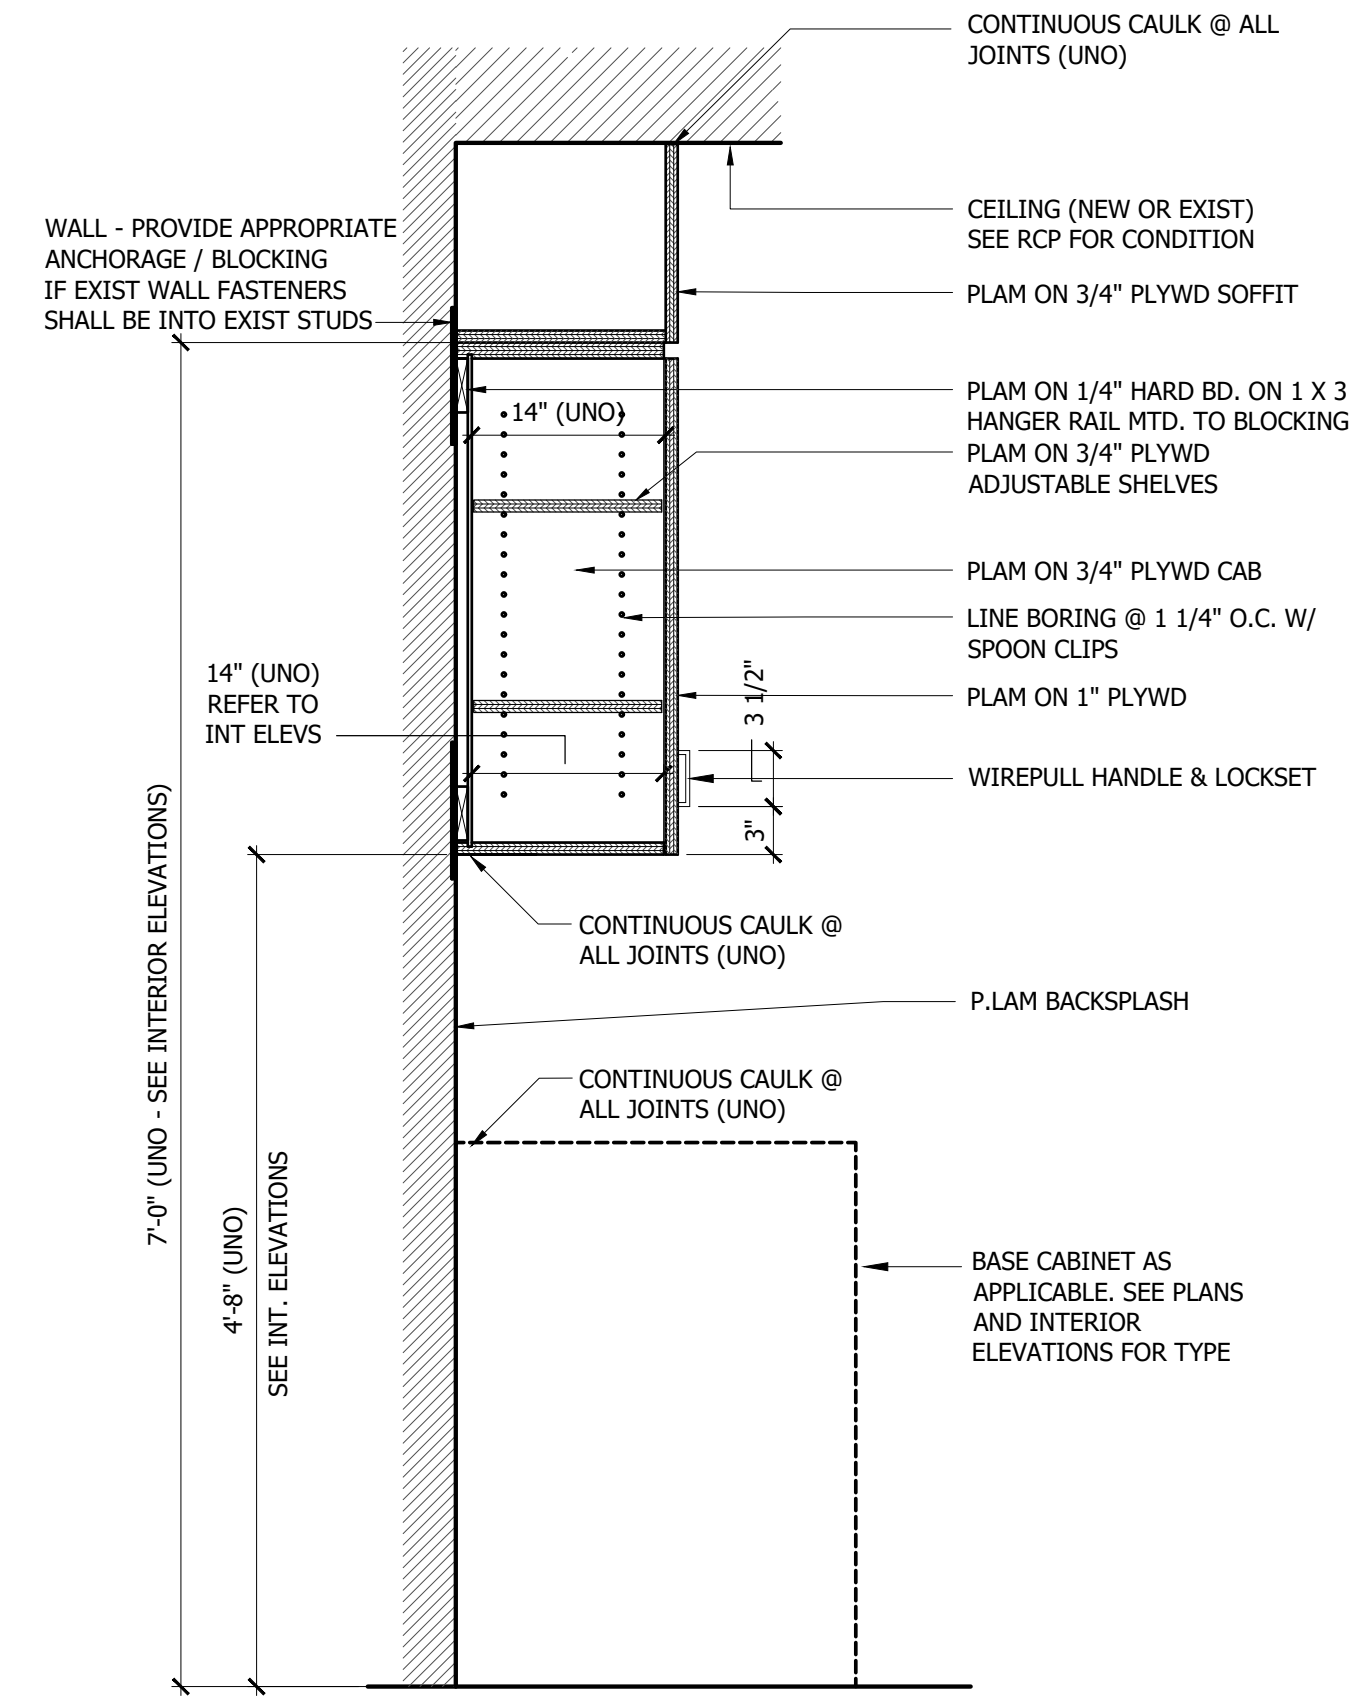 CONTINUOUS CAULK @ ALL
JOINTS (UNO)
WALL - PROVIDE APPROPRIATE
ANCHORAGE / BLOCKING
IF EXIST WALL FASTENERS
SHALL BE INTO EXIST STUDS
CEILING (NEW OR EXIST)
SEE RCP FOR CONDITION
PLAM ON 3/4" PLYWD SOFFIT
PLAM ON 1/4" HARD BD. ON 1 X 3
HANGER RAIL MTD. TO BLOCKING
14" (UNO)
PLAM ON 3/4" PLYWD
ADJUSTABLE SHELVES
PLAM ON 3/4" PLYWD CAB
LINE BORING @ 1 1/4" O.C. W/
SPOON CLIPS
14" (UNO)
REFER TO
INT ELEVS
PLAM ON 1" PLYWD
3 1/2"
WIREPULL HANDLE & LOCKSET
3"
7'-0" (UNO - SEE INTERIOR ELEVATIONS)
CONTINUOUS CAULK @
ALL JOINTS (UNO)
P.LAM BACKSPLASH
CONTINUOUS CAULK @
ALL JOINTS (UNO)
4'-8" (UNO)
SEE INT. ELEVATIONS
BASE CABINET AS
APPLICABLE. SEE PLANS
AND INTERIOR
ELEVATIONS FOR TYPE